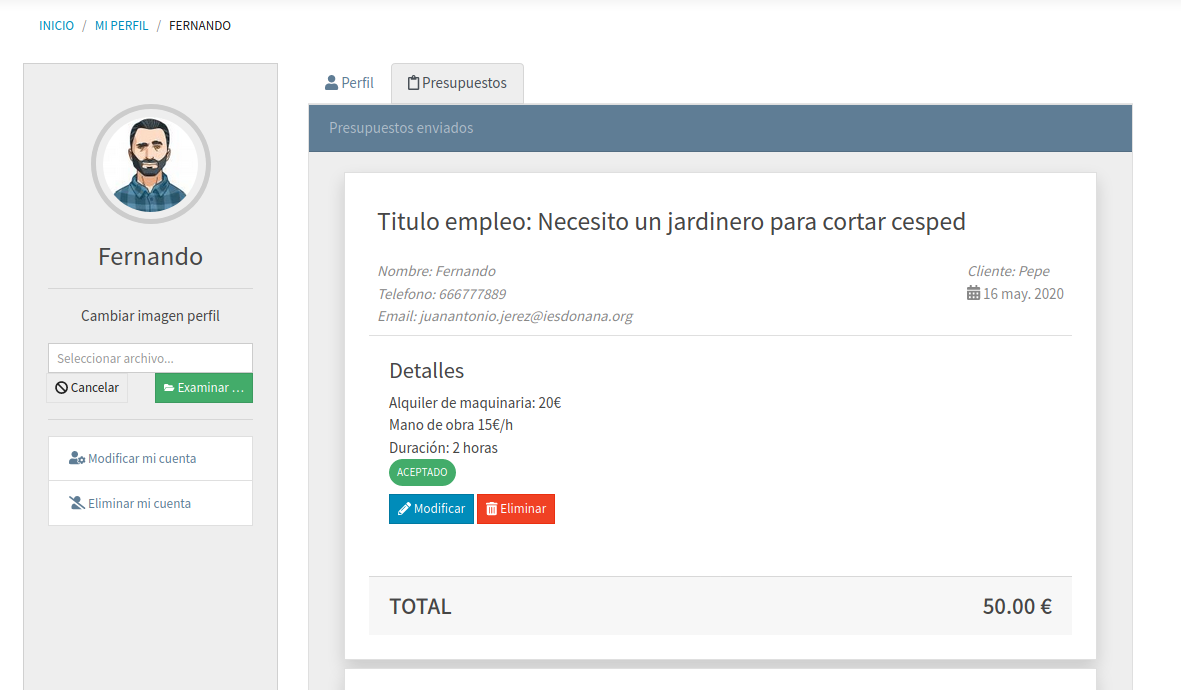 INICIO / MI PERFIL / FERNANDO
Perfil
Presupuestos
Presupuestos enviados
Fernando
Cambiar imagen perfil
Seleccionar archivo...
Cancelar
Examinar ...
Modificar mi cuenta
Eliminar mi cuenta
Titulo empleo: Necesito un jardinero para cortar cesped
Nombre: Fernando
Telefono: 666777889
Email: juanantonio.jerez@iesdonana.org
Cliente: Pepe
16 may. 2020
Detalles
Alquiler de maquinaria: 20€
Mano de obra 15€/h
Duración: 2 horas
ACEPTADO
Modificar
Eliminar
TOTAL 50.00 €